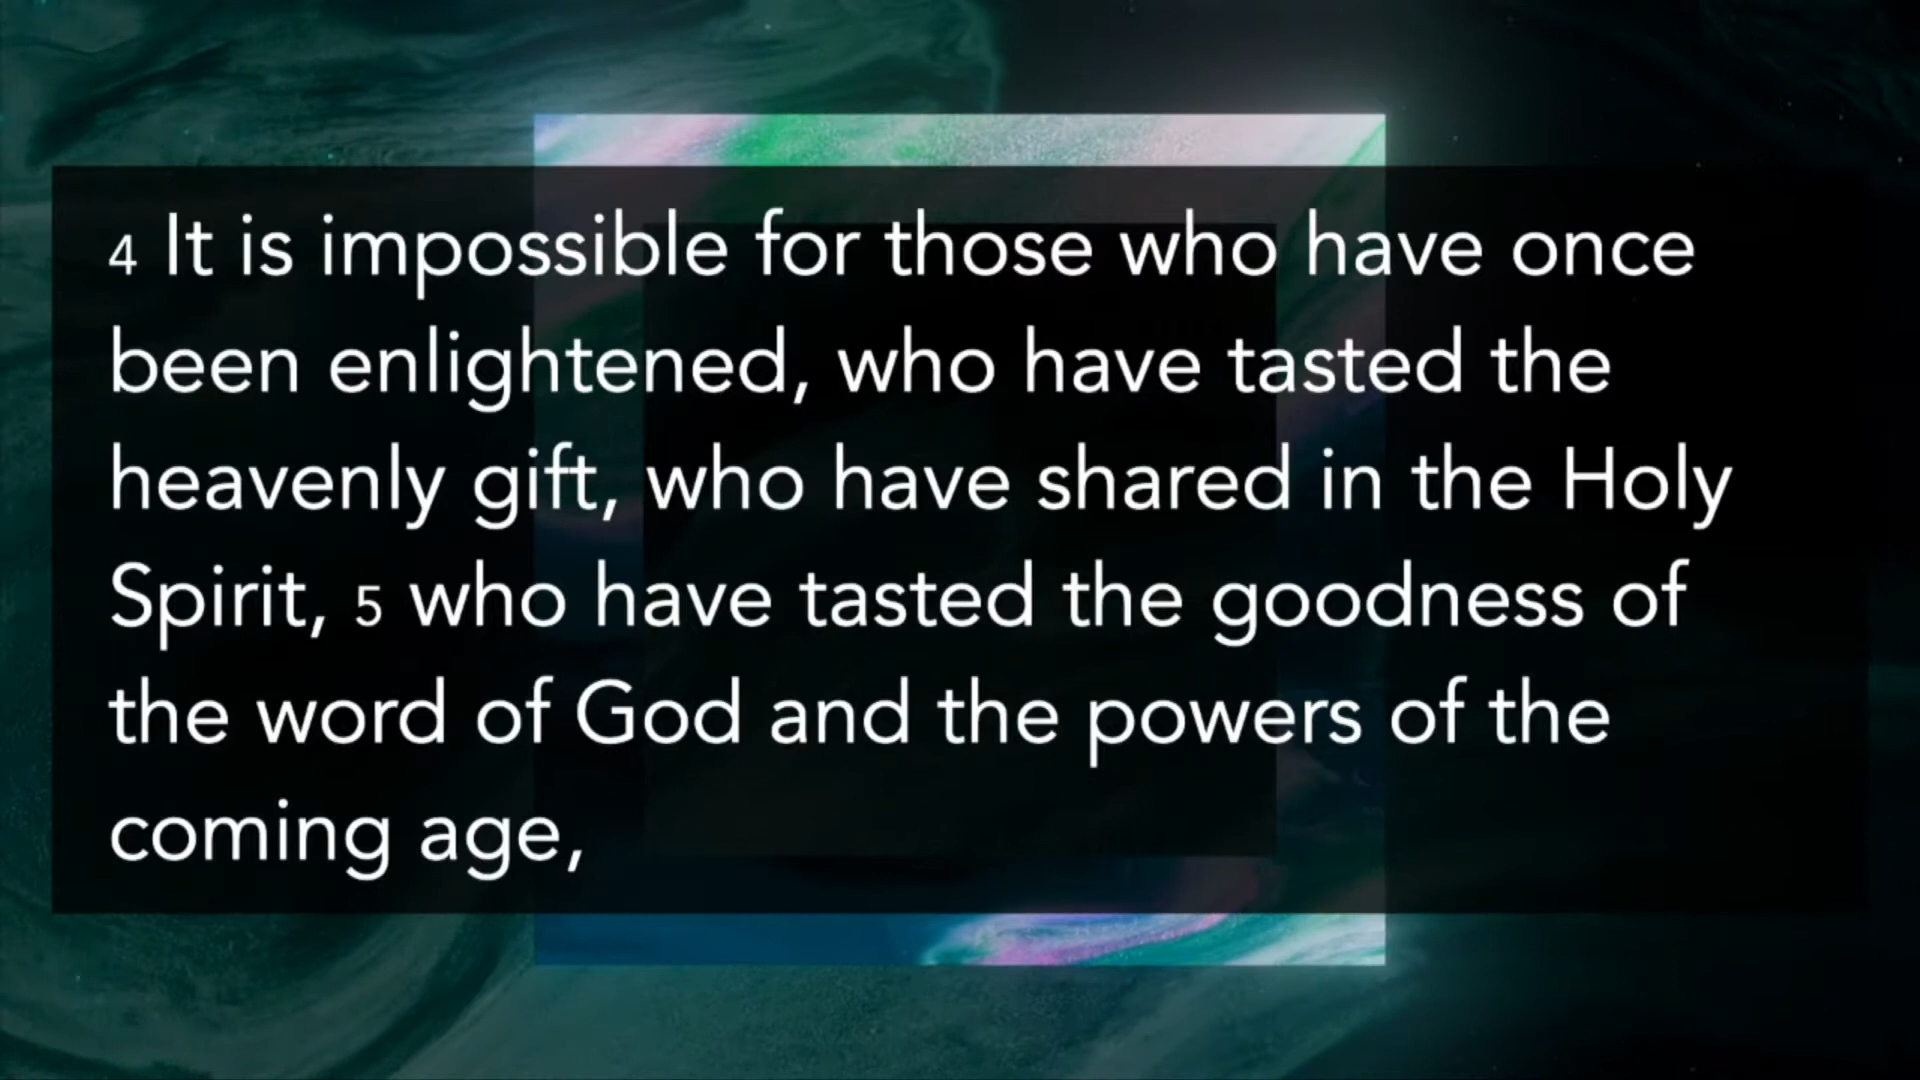 4 It is impossible for those who have once
been enlightened, who have tasted the
heavenly gift, who have shared in the Holy
Spirit, 5 who have tasted the goodness of
the word of God and the powers of the
coming age,